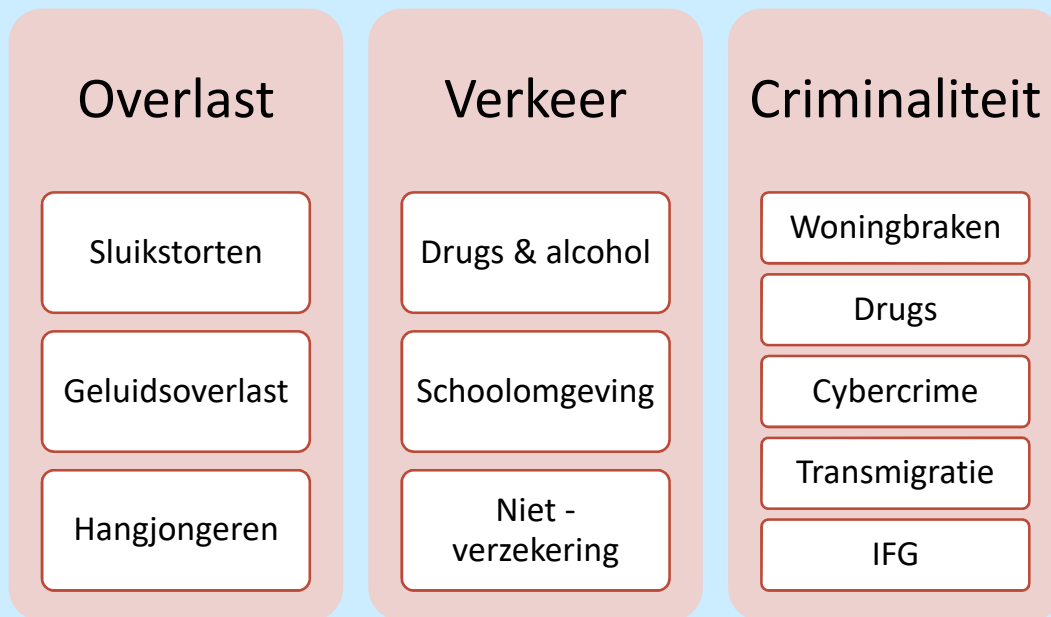 Overlast
Sluikstorten
Geluidsoverlast
Hangjongeren
Verkeer
Drugs & alcohol
Schoolomgeving
Niet -
verzekering
Criminaliteit
Woningbraken
Drugs
Cybercrime
Transmigratie
IFG